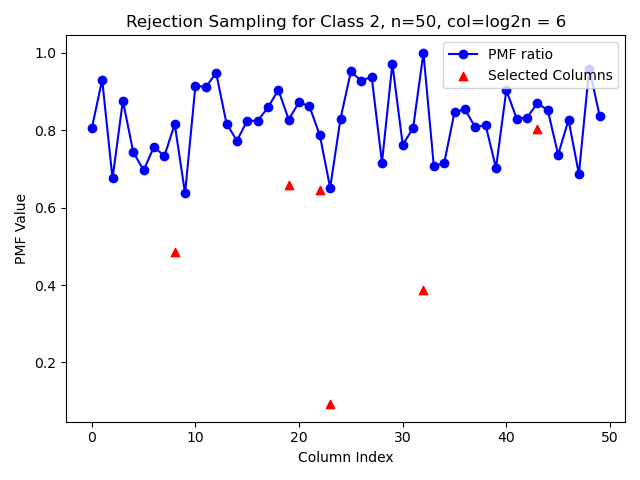 Rejection Sampling for Class 2, n=50, col=log2n = 6
PMF ratio
Selected Columns
PMF Value
1.0
0.8
0.6
0.4
0.2
0
10
20
30
40
50
Column Index